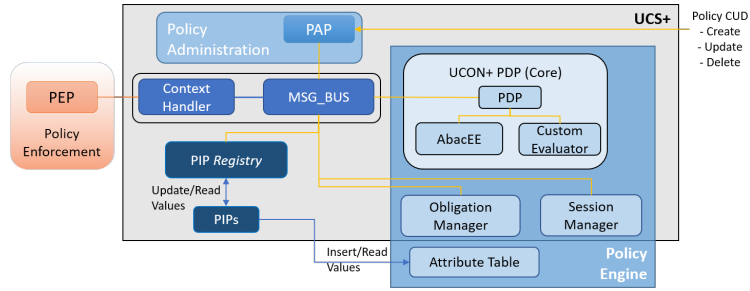 UCS+
Policy CUD
- Create
- Update
- Delete
Policy
Administration
PAP
UCON+ PDP (Core)
PDP
AbacEE
Custom
Evaluator
PEP
Policy
Enforcement
Context
Handler
MSG_BUS
PIP Registry
Update/Read
Values
PIPs
Obligation
Manager
Session
Manager
Insert/Read
Values
Attribute Table
Policy
Engine